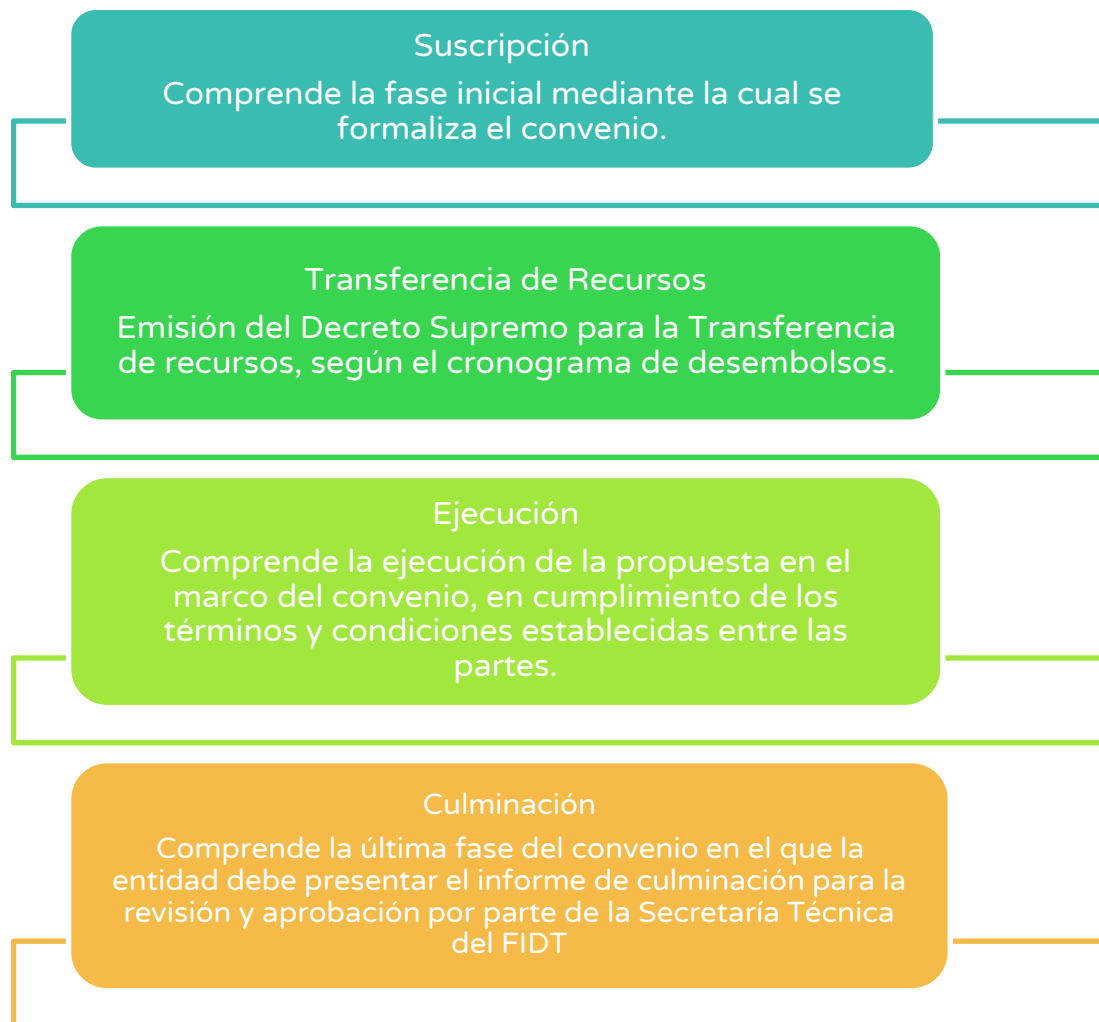 Suscripción
Comprende la fase inicial mediante la cual se
formaliza el convenio.
Transferencia de Recursos
Emisión del Decreto Supremo para la Transferencia
de recursos, según el cronograma de desembolsos.
Ejecución
Comprende la ejecución de la propuesta en el
marco del convenio, en cumplimiento de los
términos y condiciones establecidas entre las
partes.
Culminación
Comprende la última fase del convenio en el que la
entidad debe presentar el informe de culminación para la
revisión y aprobación por parte de la Secretaría Técnica
del FIDT